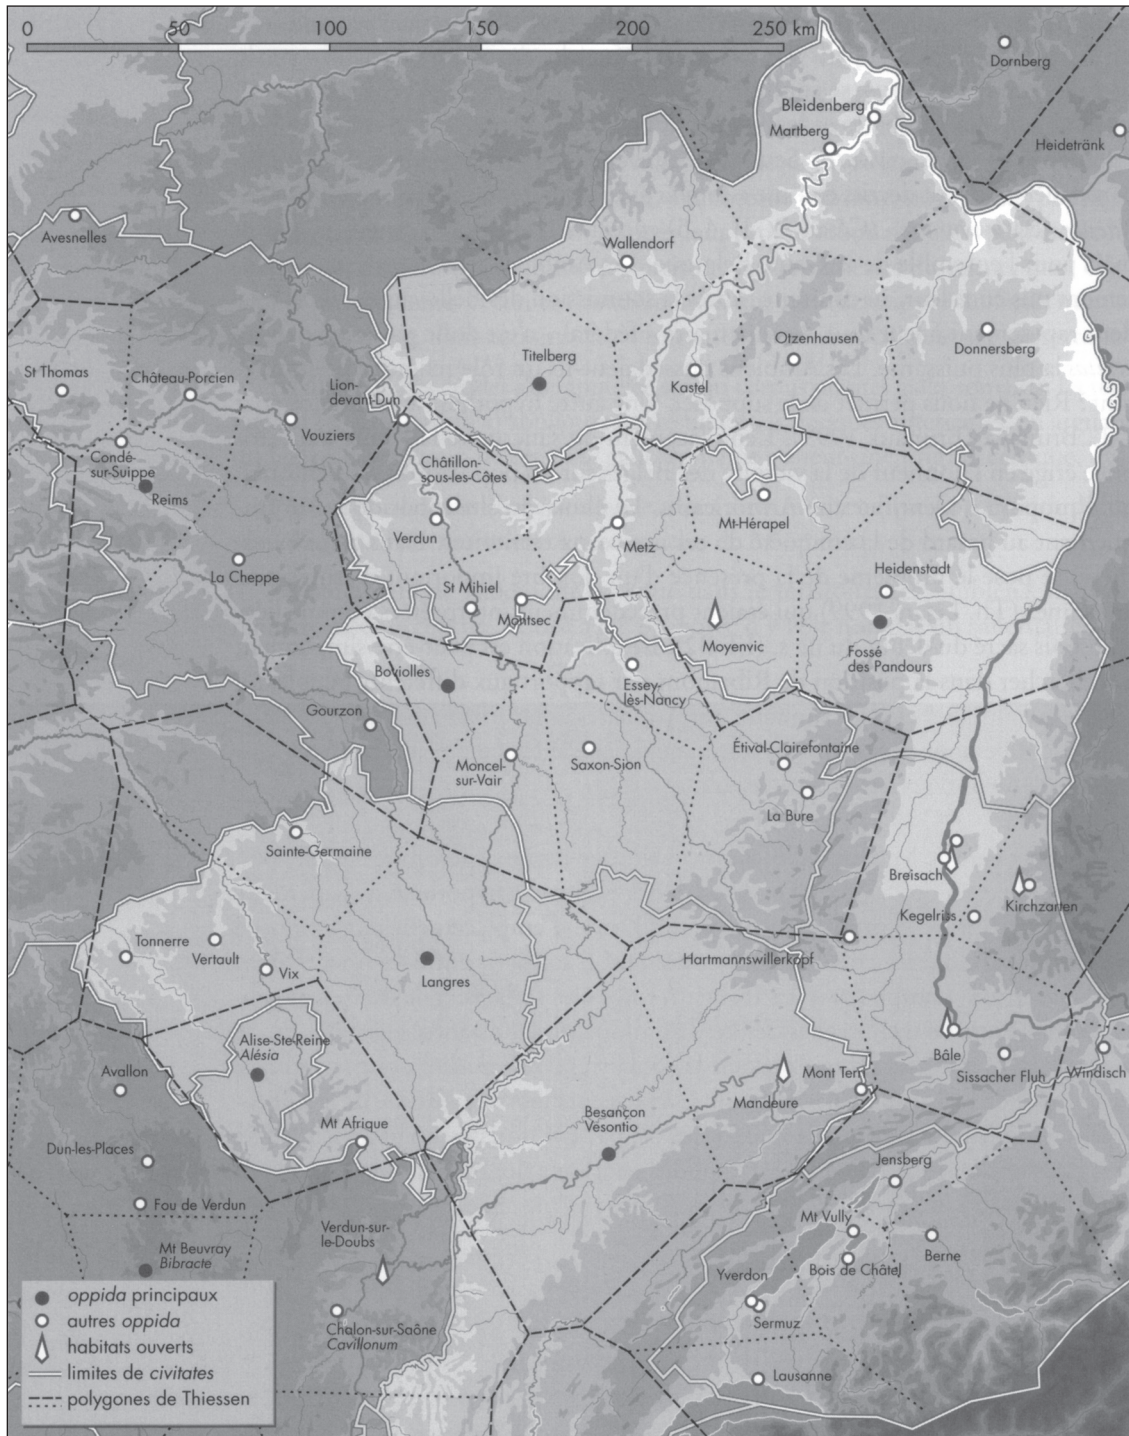 0 50 100 150 200 250 km
Dornberg
Bleidenberg
Martberg
Heidetränk
Avesnelles
Wallendorf
Otzenhausen
Donnersberg
Titelberg
Kastel
St Thomas
Château-Porcien
Lion-
devant-Dun
Vouziers
Condé-
sur-Suippe
Reims
Châtillon-
sous-les-Côtes
Verdun
Metz
Mt-Hérapel
La Cheppe
St Mihiel
Montsec
Heidenstadt
Moyenvic
Fossé
des Pandours
Boviolles
Essey-
lès-Nancy
Gourzon
Moncel-
sur-Vair
Saxon-Sion
Étival-Clairefontaine
La Bure
Sainte-Germaine
Breisach
Kirchzarten
Kegelriss
Tonnerre
Vertault
Vix
Langres
Hartmannswillerkopf
Alise-Ste-Reine
Alésia
Bâle
Sissacher Fluh
Windisch
Avallon
Mont Terri
Mandeure
Mt Afrique
Besançon
Vésontio
Dun-les-Places
Jensberg
Fou de Verdun
Mt Vully
Verdun-sur-
le-Doubs
Berne
Mt Beuvray
Bibracte
Bois de Châtel
Yverdon
Sermuz
Chalon-sur-Saône
Cavillonum
Lausanne
oppida principaux
autres oppida
habitats ouverts
limites de civitates
polygones de Thiessen